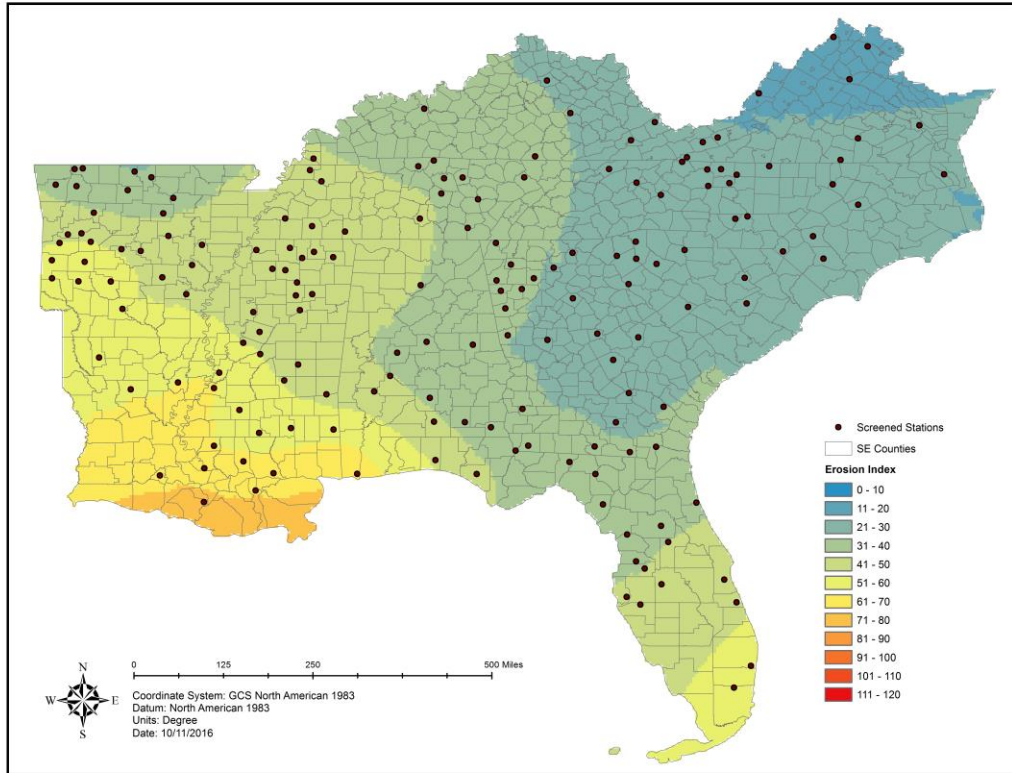 Screened Stations
SE Counties
Erosion Index
0 - 10
11 - 20
21 - 30
31 - 40
41 - 50
51 - 60
61 - 70
71 - 80
81 - 90
91 - 100
101 - 110
111 - 120
N
W E
S
0 125 250 500 Miles
Coordinate System: GCS North American 1983
Datum: North American 1983
Units: Degree
Date: 10/11/2016